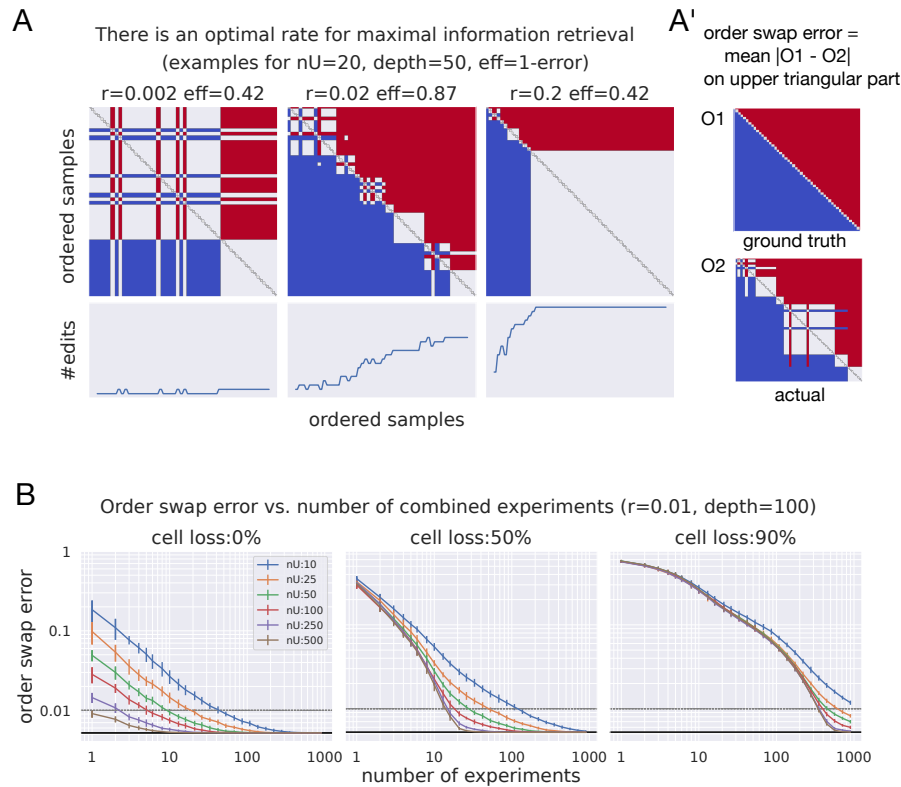 A
There is an optimal rate for maximal information retrieval
(examples for nU=20, depth=50, eff=1-error)
r=0.002 eff=0.42
r=0.02 eff=0.87
r=0.2 eff=0.42
ordered samples
#edits
ordered samples
A'
order swap error =
mean |O1 - O2|
on upper triangular part
O1
ground truth
O2
actual
B
Order swap error vs. number of combined experiments (r=0.01, depth=100)
cell loss:0%
cell loss:50%
cell loss:90%
order swap error
1
0.1
0.01
nU:10
nU:25
nU:50
nU:100
nU:250
nU:500
1 10 100 1000
1 10 100 1000
1 10 100 1000
number of experiments